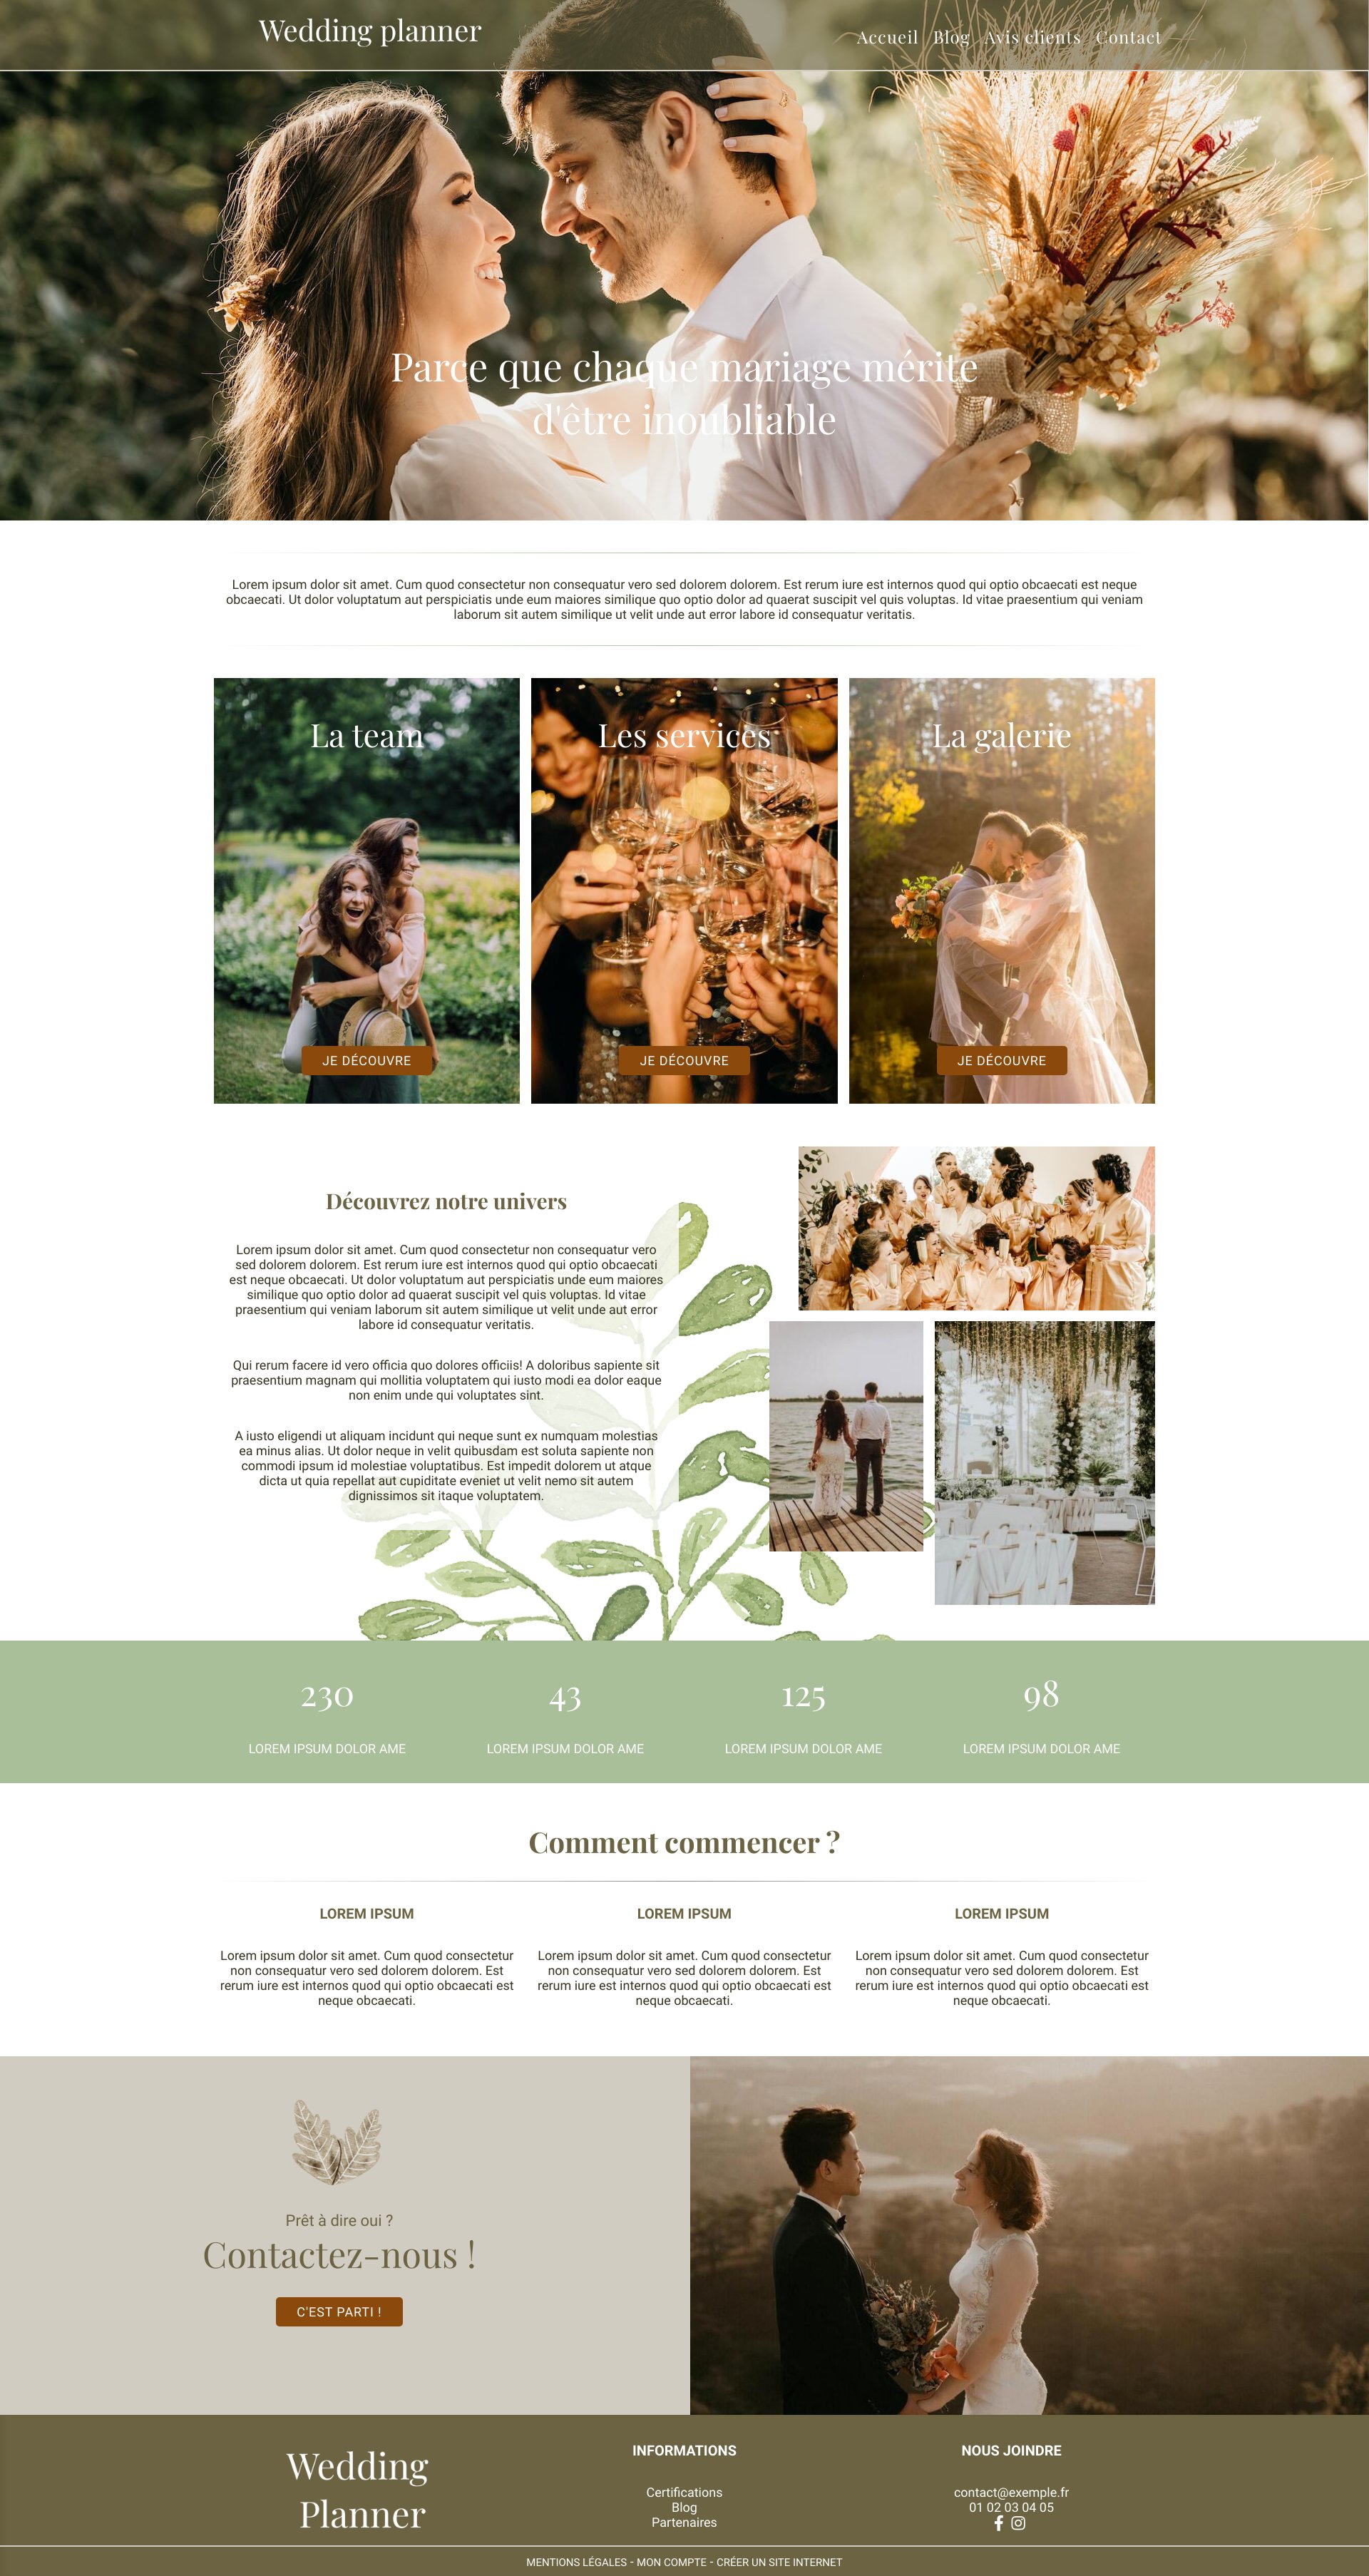 Wedding planner
Accueil Blog Avis clients Contact
Parce que chaque mariage mérite
d'être inoubliable
Lorem ipsum dolor sit amet. Cum quod consectetur non consequatur vero sed dolorem dolorem. Est rerum iure est internos quod qui optio obcaecati est neque
obcaecati. Ut dolor voluptatum aut perspiciatis unde eum maiores similique quo optio dolor ad quaerat suscipit vel quis voluptas. Id vitae praesentium qui veniam
laborum sit autem similique ut velit unde aut error labore id consequatur veritatis.
La team
JE DÉCOUVRE
Les services
JE DÉCOUVRE
La galerie
JE DÉCOUVRE
Découvrez notre univers
Lorem ipsum dolor sit amet. Cum quod consectetur non consequatur vero
sed dolorem dolorem. Est rerum iure est internos quod qui optio obcaecati
est neque obcaecati. Ut dolor voluptatum aut perspiciatis unde eum maiores
similique quo optio dolor ad quaerat suscipit vel quis voluptas. Id vitae
praesentium qui veniam laborum sit autem similique ut velit unde aut error
labore id consequatur veritatis.
Qui rerum facere id vero officia quo dolores officiis! A doloribus sapiente sit
praesentium magnam qui mollitia voluptatem qui iusto modi ea dolor eaque
non enim unde qui voluptates sint.
A iusto eligendi ut aliquam incidunt qui neque sunt ex numquam molestias
ea minus alias. Ut dolor neque in velit quibusdam est soluta sapiente non
commodi ipsum id molestiae voluptatibus. Est impedit dolorem ut atque
dicta ut quia repellat aut cupiditate eveniet ut velit nemo sit autem
dignissimos sit itaque voluptatem.
230
LOREM IPSUM DOLOR AME
43
LOREM IPSUM DOLOR AME
125
LOREM IPSUM DOLOR AME
98
LOREM IPSUM DOLOR AME
Comment commencer ?
LOREM IPSUM
Lorem ipsum dolor sit amet. Cum quod consectetur
non consequatur vero sed dolorem dolorem. Est
rerum iure est internos quod qui optio obcaecati est
neque obcaecati.
LOREM IPSUM
Lorem ipsum dolor sit amet. Cum quod consectetur
non consequatur vero sed dolorem dolorem. Est
rerum iure est internos quod qui optio obcaecati est
neque obcaecati.
LOREM IPSUM
Lorem ipsum dolor sit amet. Cum quod consectetur
non consequatur vero sed dolorem dolorem. Est
rerum iure est internos quod qui optio obcaecati est
neque obcaecati.
Prêt à dire oui ?
Contactez-nous !
C'EST PARTI !
Wedding
Planner
INFORMATIONS
Certifications
Blog
Partenaires
NOUS JOINDRE
contact@exemple.fr
01 02 03 04 05
MENTIONS LÉGALES - MON COMPTE - CRÉER UN SITE INTERNET